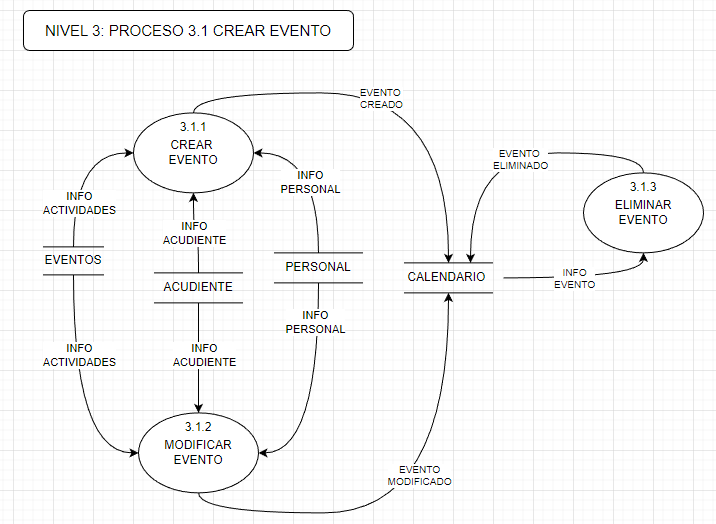 NIVEL 3: PROCESO 3.1 CREAR EVENTO
EVENTO
CREADO
3.1.1
CREAR
EVENTO
EVENTO
ELIMINADO
INFO
PERSONAL
3.1.3
ELIMINAR
EVENTO
INFO
ACTIVIDADES
INFO
ACUDIENTE
EVENTOS
PERSONAL
CALENDARIO
INFO
EVENTO
ACUDIENTE
INFO
PERSONAL
INFO
ACTIVIDADES
INFO
ACUDIENTE
3.1.2
MODIFICAR
EVENTO
EVENTO
MODIFICADO